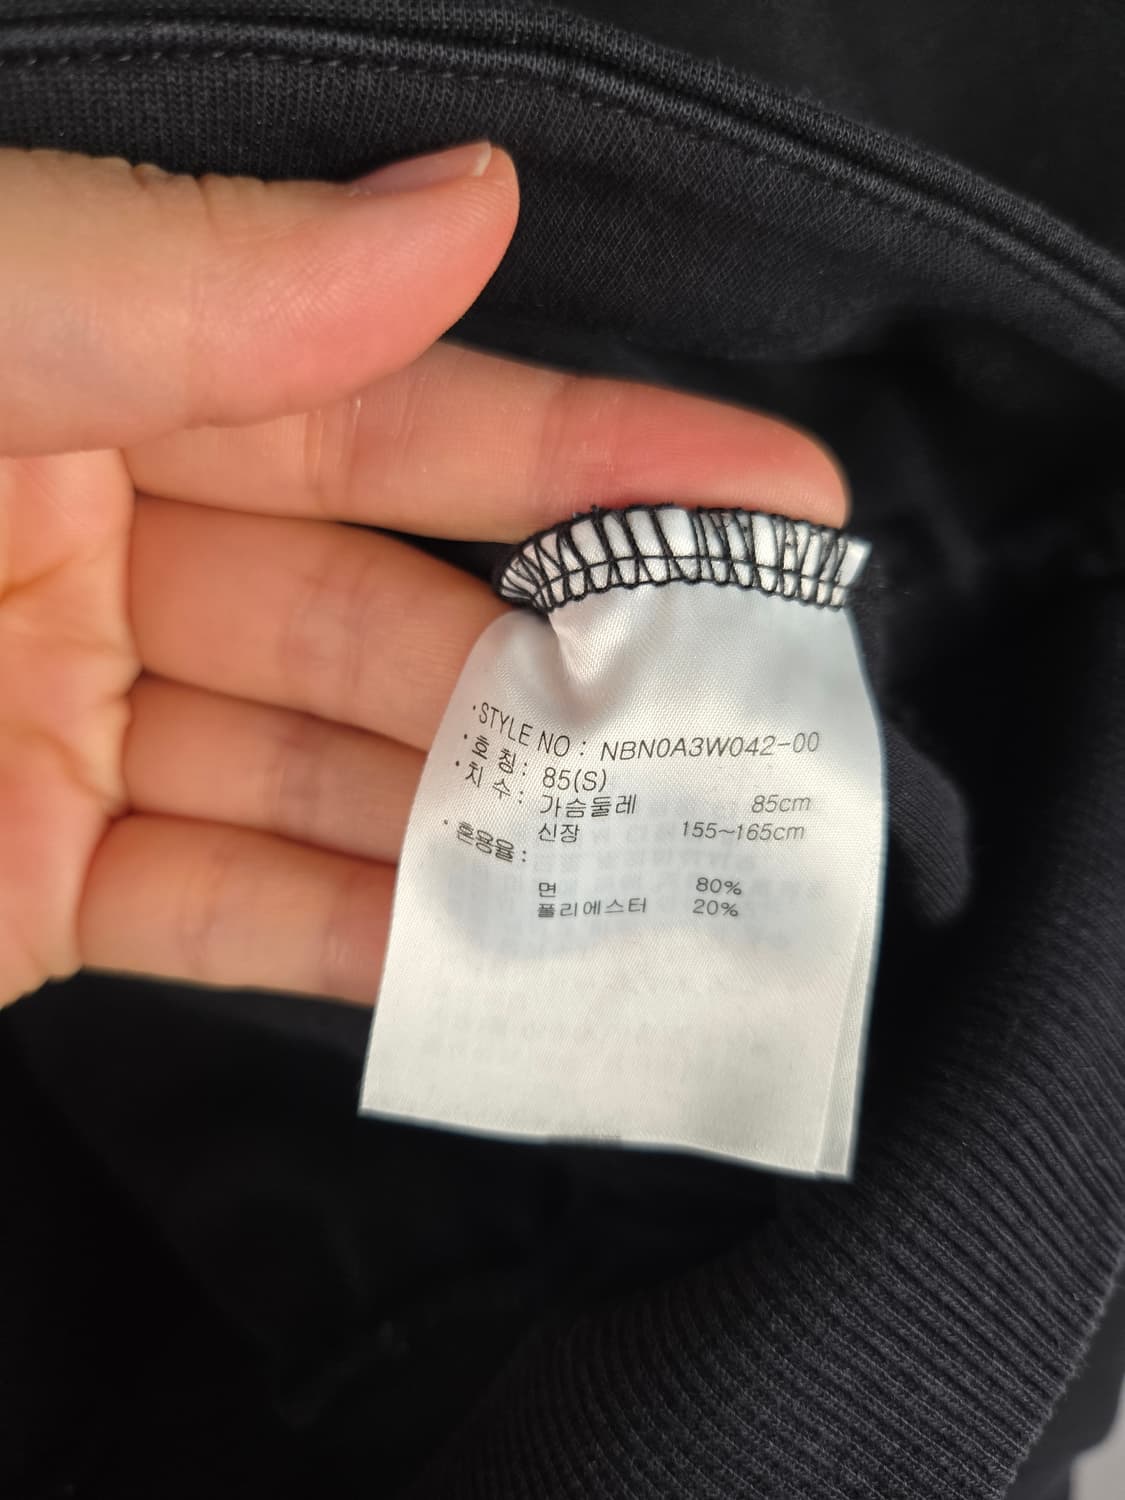 ·STYLE NO : NBN0A3W042-00
·호 칭 : 85(S)
·치 수 : 가슴둘레 85cm
신장 155~165cm
·혼용율 :
면 80%
폴리에스터 20%